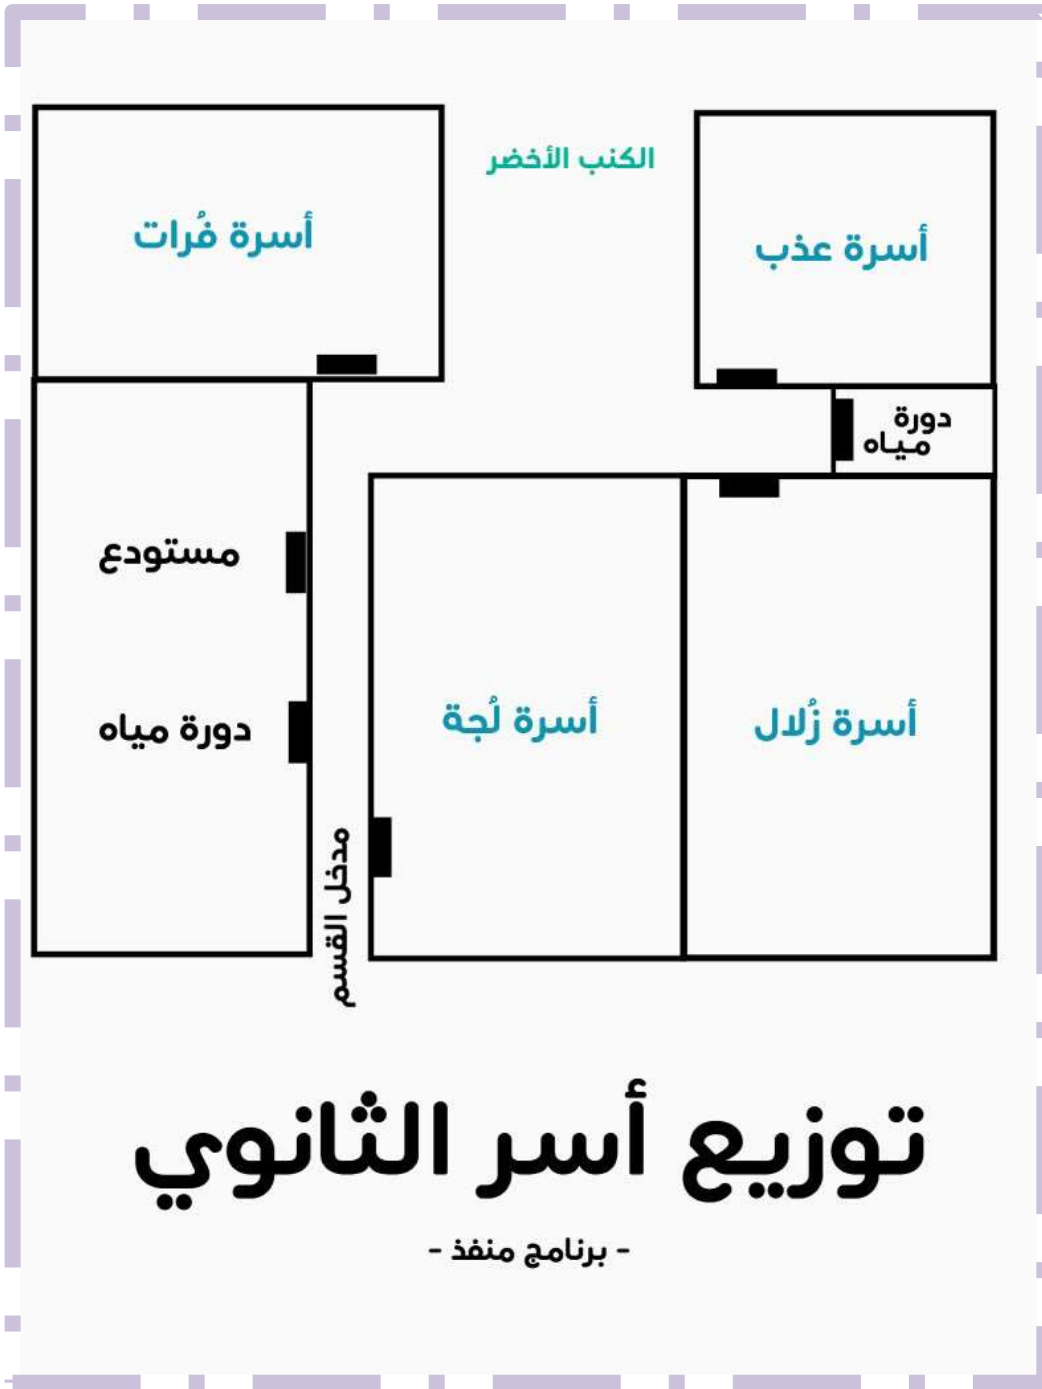 الكنب الأخضر
أسرة عذب
أسرة فُرات
دورة
مياه
مستودع
أسرة زُلال
أسرة لُجة
دورة مياه
مدخل القسم
توزيع أسر الثانوي
- برنامج منفذ -